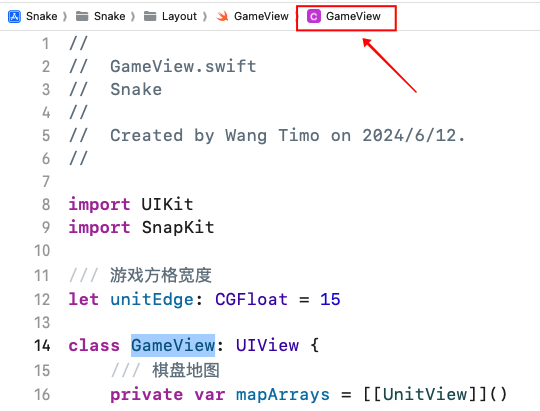 Snake 〉 Snake 〉 Layout 〉 GameView 〉 C GameView
1 //
2 // GameView.swift
3 // Snake
4 //
5 // Created by Wang Timo on 2024/6/12.
6 //
7
8 import UIKit
9 import SnapKit
10
11 /// 游戏方格宽度
12 let unitEdge: CGFloat = 15
13
14 class GameView: UIView {
15 /// 棋盘地图
16 private var mapArrays = [[UnitView]]()